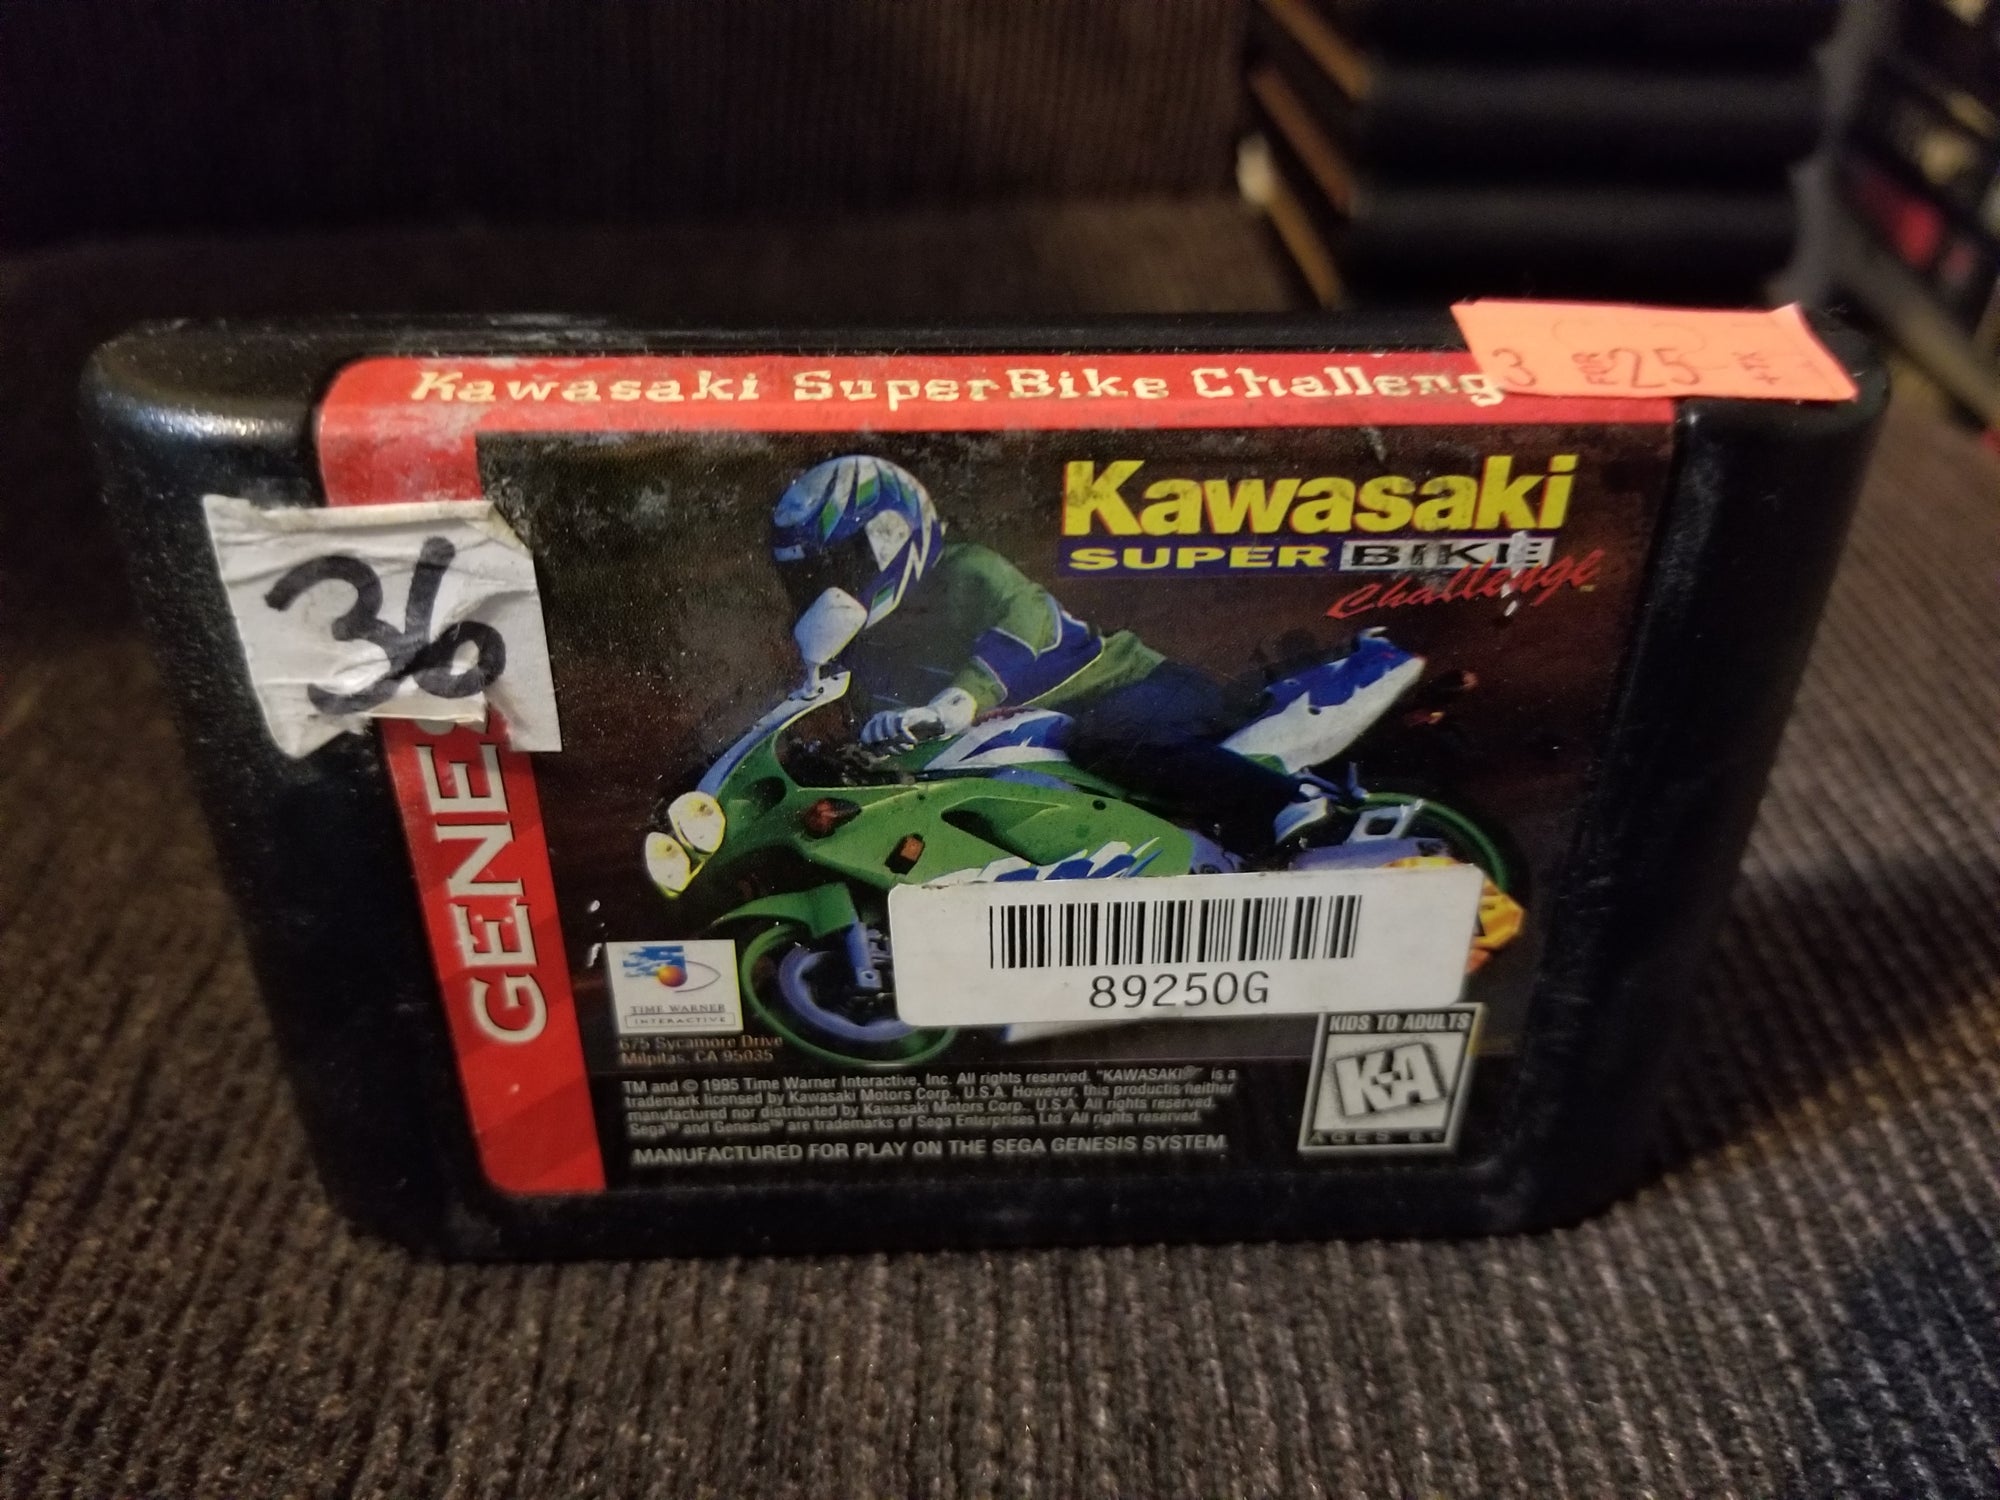 Kawasaki SuperBike Challeng
3 FOR 25 + TX
36
Kawasaki
SUPER BIKE
Challenge
GENES
89250G
TIME WARNER
INTERACTIVE
675 Sycamore Drive
Milpitas, CA 95035
KIDS TO ADULTS
K-A
AGES 6+
TM and © 1995 Time Warner Interactive, Inc. All rights reserved. "KAWASAKI®" is a
trademark licensed by Kawasaki Motors Corp., U.S.A. However, this productis neither
manufactured nor distributed by Kawasaki Motors Corp., U.S.A. All rights reserved.
Sega™ and Genesis™ are trademarks of Sega Enterprises Ltd. All rights reserved.
MANUFACTURED FOR PLAY ON THE SEGA GENESIS SYSTEM